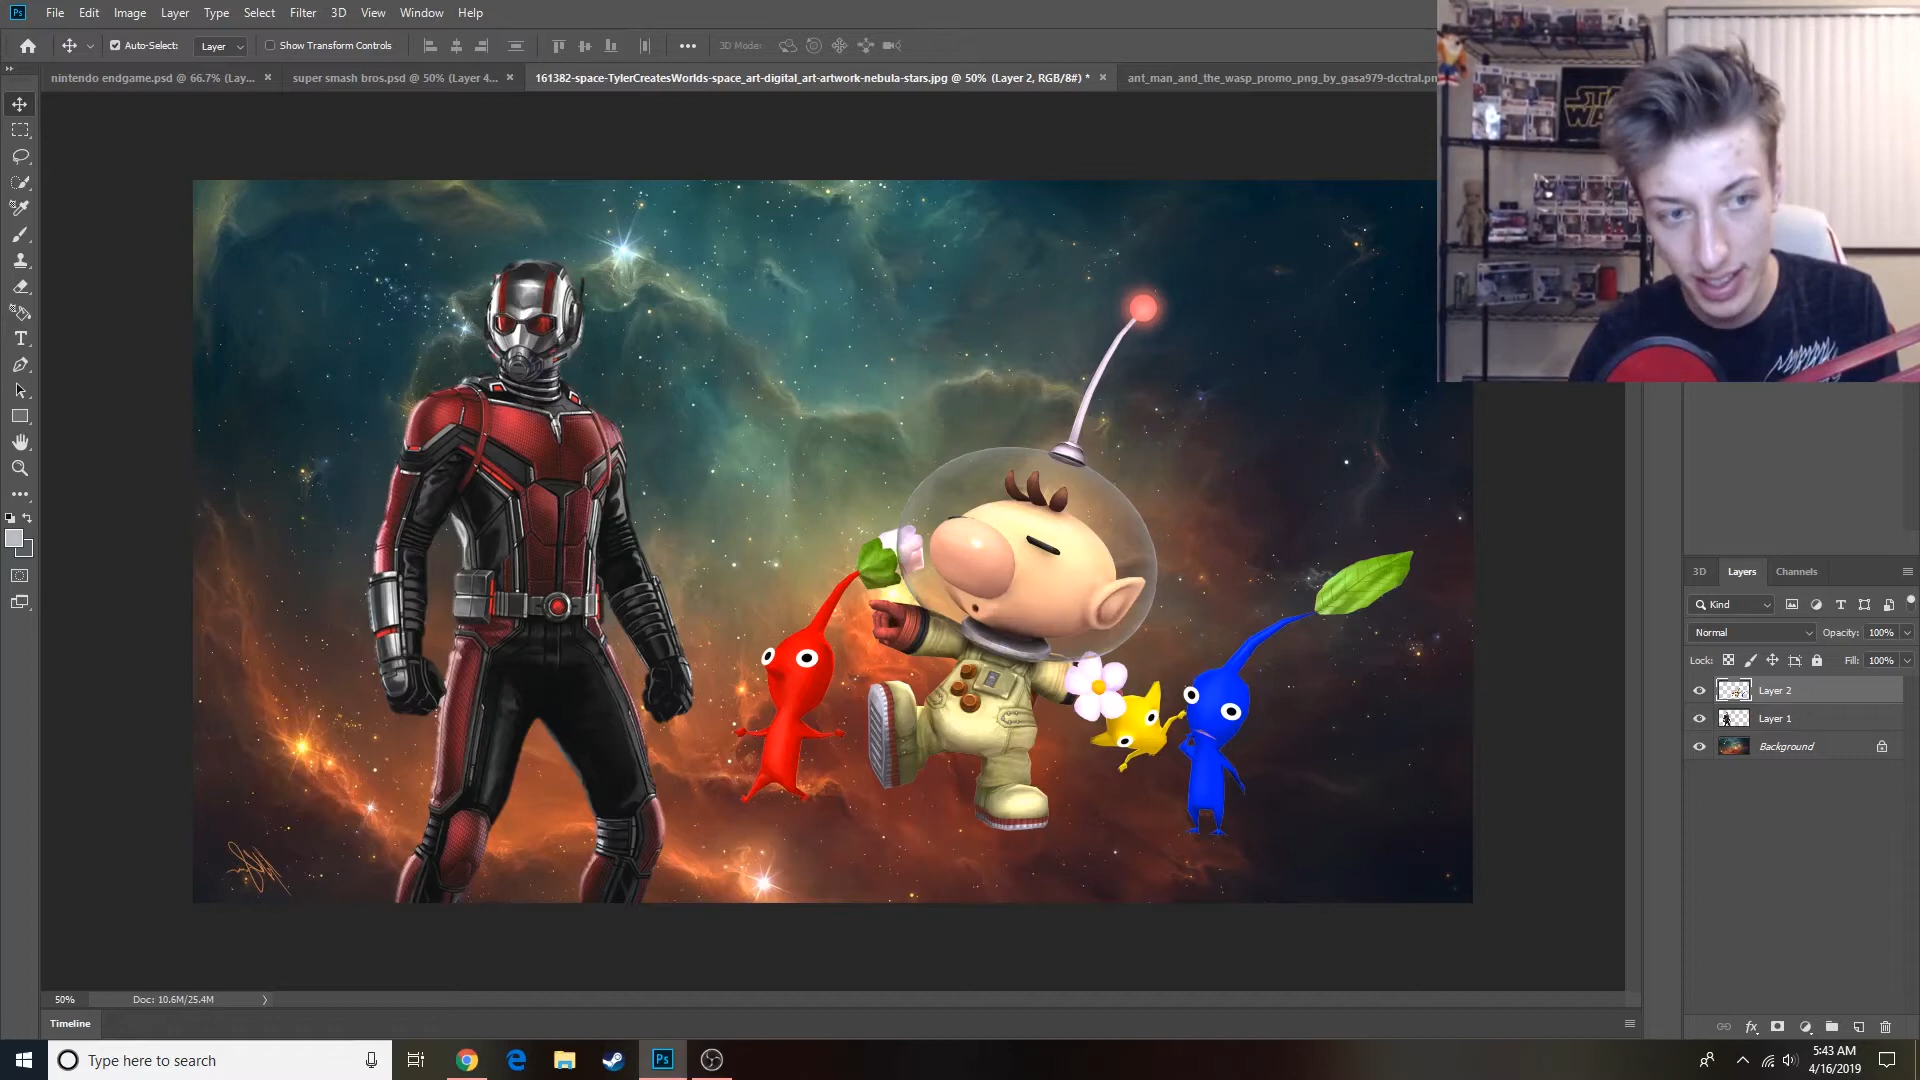 Ps File Edit Image Layer Type Select Filter 3D View Window Help
Auto-Select: Layer Show Transform Controls 3D Mode:
nintendo endgame.psd @ 66.7% (Lay... × super smash bros.psd @ 50% (Layer 4... × 161382-space-TylerCreatesWorlds-space_art-digital_art-artwork-nebula-stars.jpg @ 50% (Layer 2, RGB/8#) * × ant_man_and_the_wasp_promo_png_by_gasa979-dcctral.pn
STA
WA
3D Layers Channels
Kind
Normal Opacity: 100%
Lock: Fill: 100%
Layer 2
Layer 1
Background
50% Doc: 10.6M/25.4M
Timeline
Type here to search
Ps
5:43 AM
4/16/2019